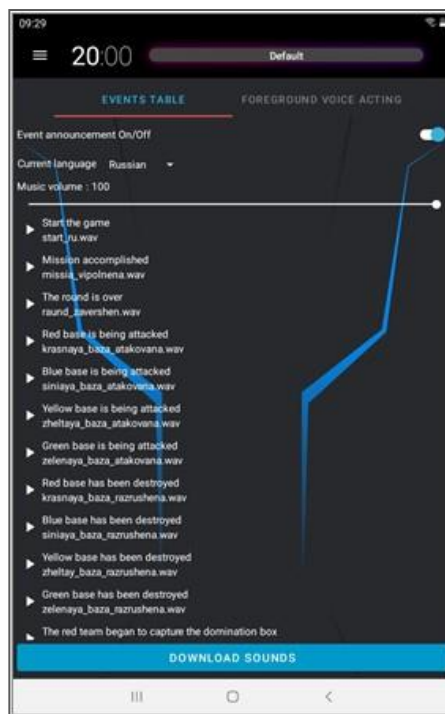 09:29
20:00
Default
EVENTS TABLE FOREGROUND VOICE ACTING
Event announcement On/Off
Current language Russian
Music volume : 100
Start the game
start_ru.wav
Mission accomplished
missia_vipolnena.wav
The round is over
raund_zavershen.wav
Red base is being attacked
krasnaya_baza_atakovana.wav
Blue base is being attacked
siniaya_baza_atakovana.wav
Yellow base is being attacked
zheltaya_baza_atakovana.wav
Green base is being attacked
zelenaya_baza_atakovana.wav
Red base has been destroyed
krasnaya_baza_razrushena.wav
Blue base has been destroyed
siniaya_baza_razrushena.wav
Yellow base has been destroyed
zheltay_baza_razrushena.wav
Green base has been destroyed
zelenaya_baza_razrushena.wav
The red team began to capture the domination box
DOWNLOAD SOUNDS